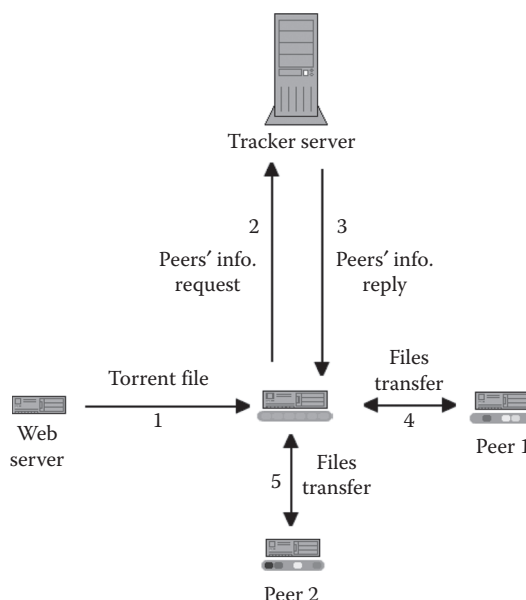 Tracker server
2
3
Peers′ info.
request
Peers′ info.
reply
Torrent file
1
Web
server
Files
transfer
4
Peer 1
5
Files
transfer
Peer 2